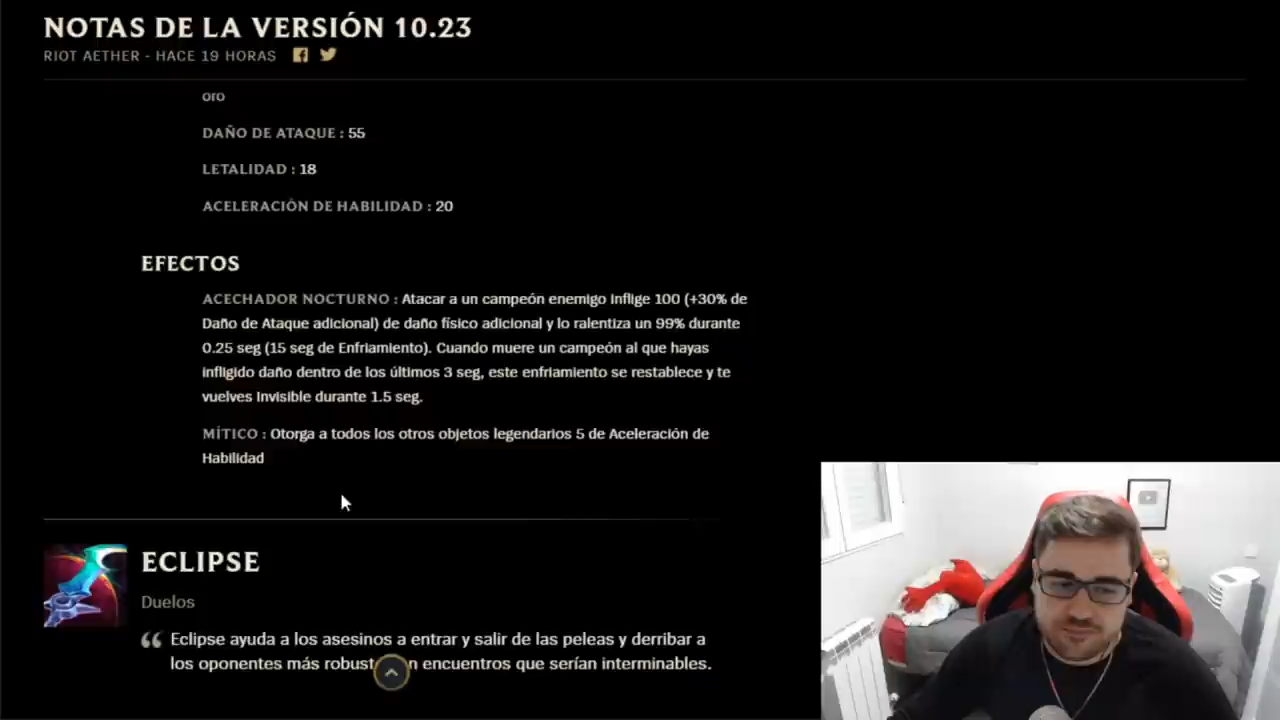 NOTAS DE LA VERSIÓN 10.23
RIOT AETHER - HACE 19 HORAS
oro
DAÑO DE ATAQUE : 55
LETALIDAD : 18
ACELERACIÓN DE HABILIDAD : 20
EFECTOS
ACECHADOR NOCTURNO : Atacar a un campeón enemigo inflige 100 (+30% de
Daño de Ataque adicional) de daño físico adicional y lo ralentiza un 99% durante
0.25 seg (15 seg de Enfriamiento). Cuando muere un campeón al que hayas
infligido daño dentro de los últimos 3 seg, este enfriamiento se restablece y te
vuelves Invisible durante 1.5 seg.
MÍTICO : Otorga a todos los otros objetos legendarios 5 de Aceleración de
Habilidad
ECLIPSE
Duelos
“ Eclipse ayuda a los asesinos a entrar y salir de las peleas y derribar a
los oponentes más robust n encuentros que serían interminables.